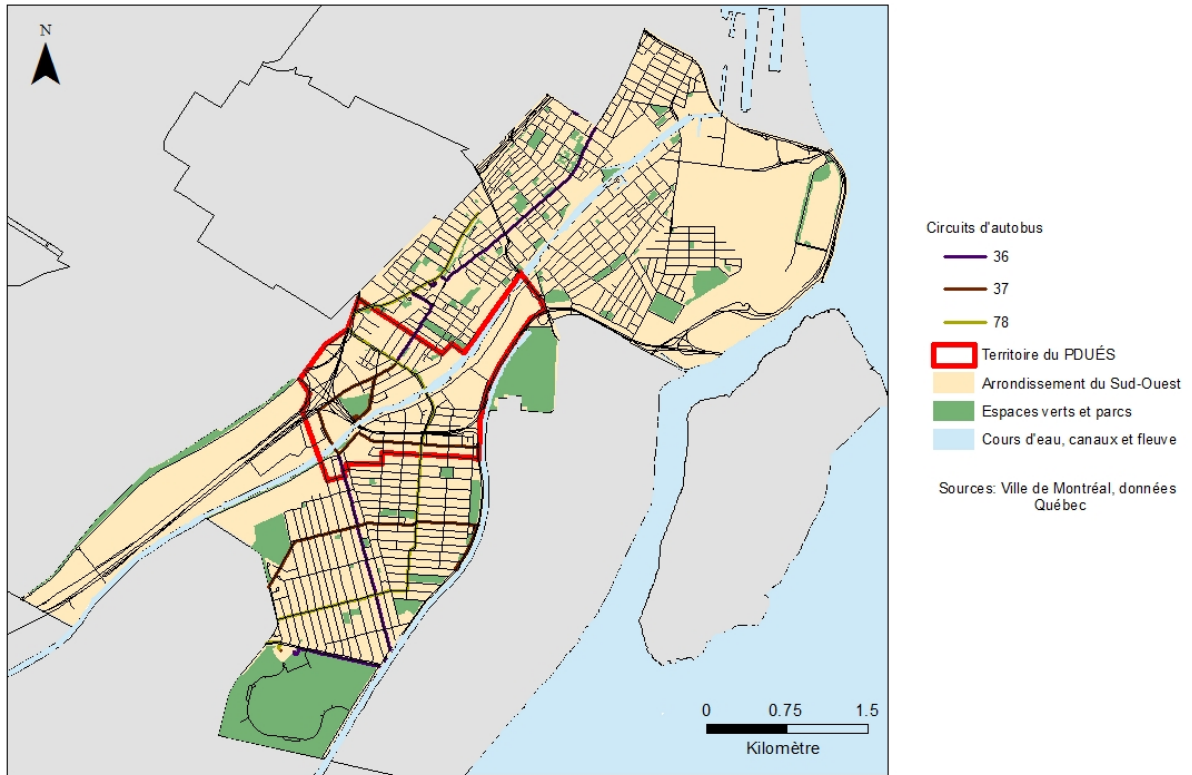 N
Circuits d'autobus
36
37
78
Territoire du PDUÉS
Arrondissement du Sud-Ouest
Espaces verts et parcs
Cours d'eau, canaux et fleuve
Sources: Ville de Montréal, données
Québec
0 0.75 1.5
Kilomètre